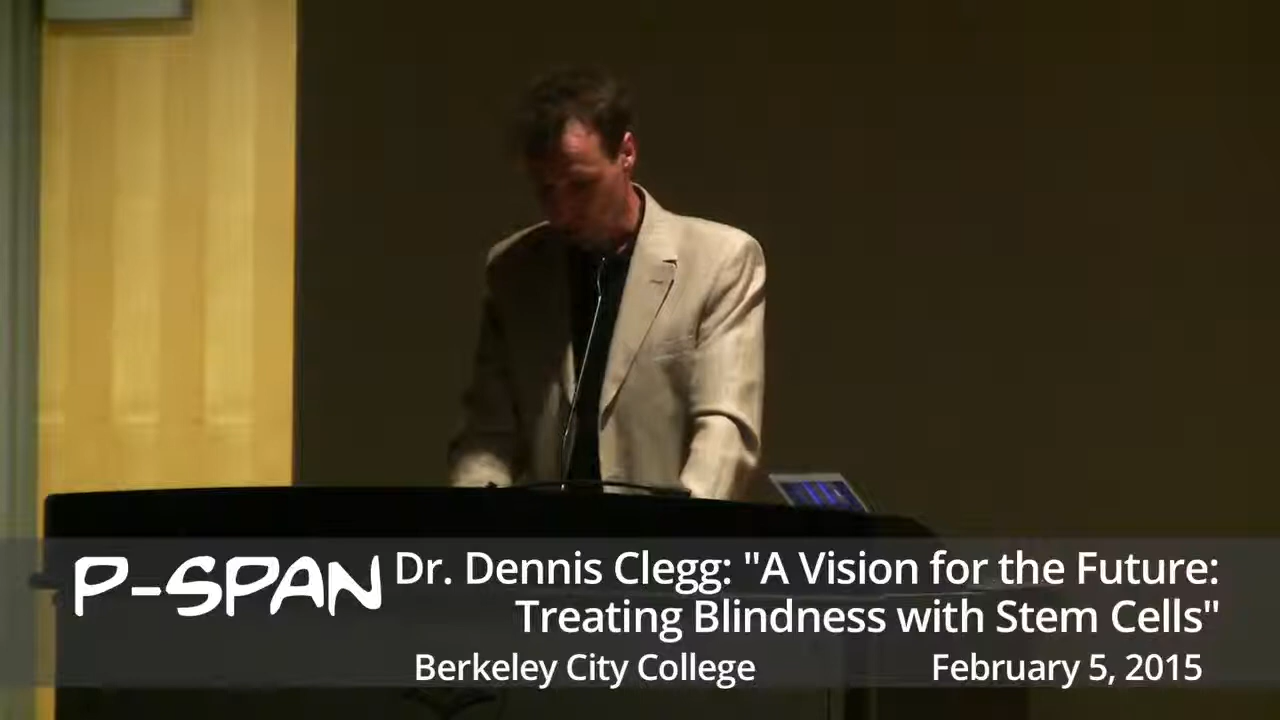 P-SPAN
Dr. Dennis Clegg: "A Vision for the Future:
Treating Blindness with Stem Cells"
Berkeley City College
February 5, 2015